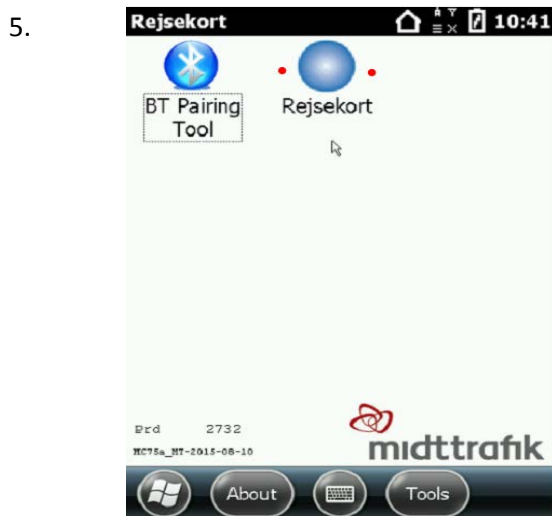 5.
Rejsekort 10:41
BT Pairing
Tool
Rejsekort
Prd 2732
MC75a_MT-2015-08-10
midttrafik
About Tools